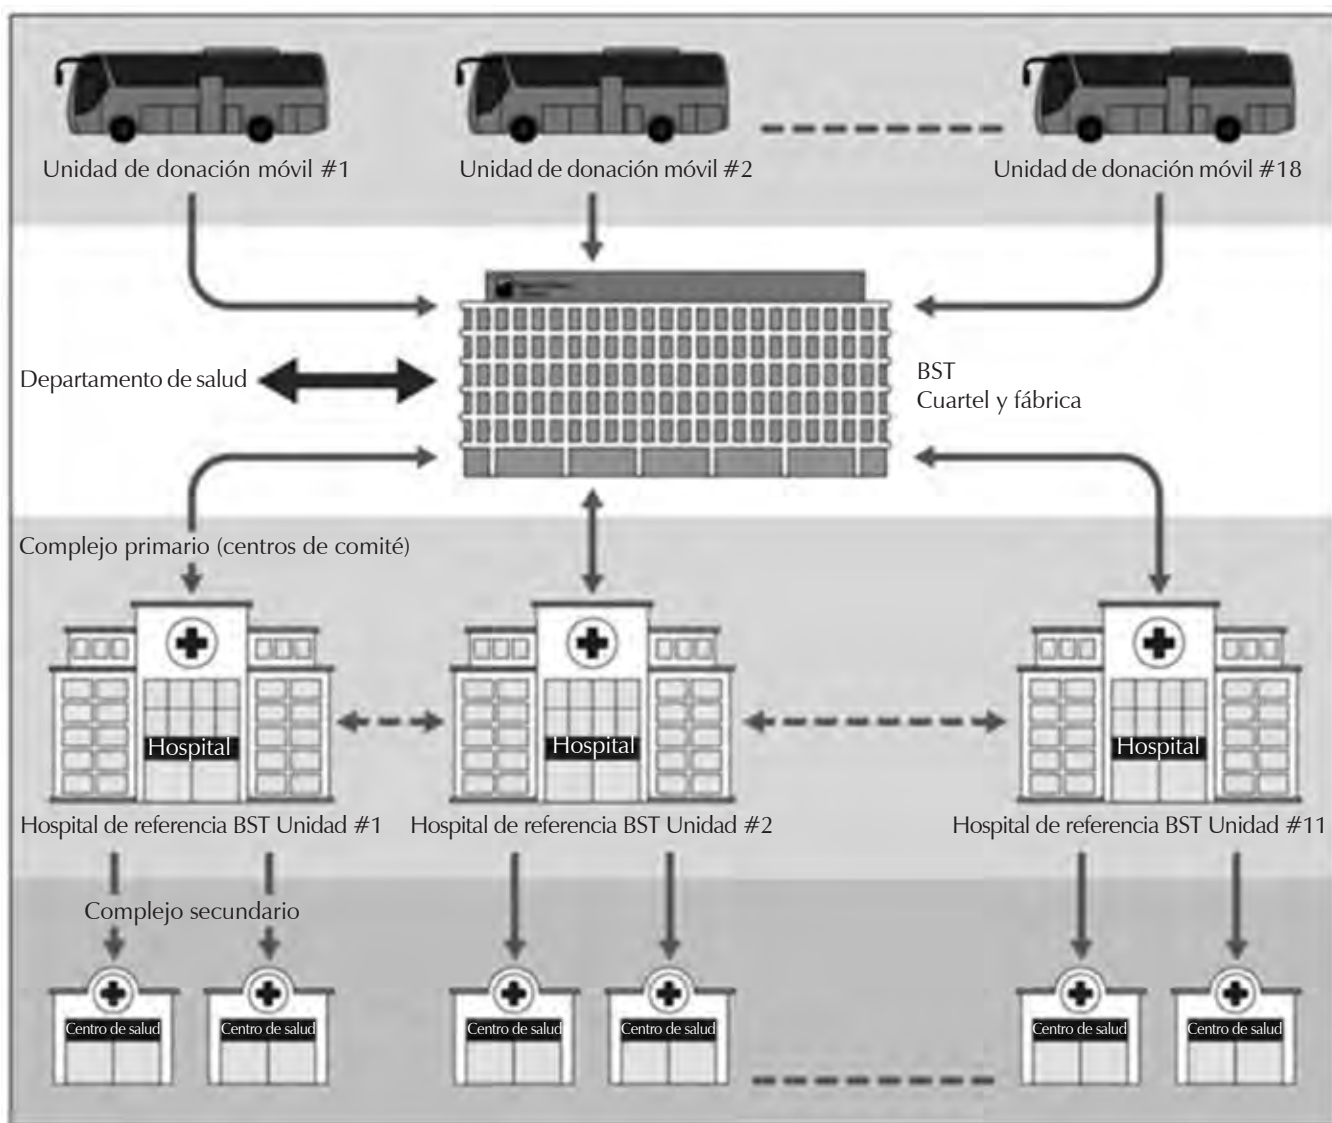 Unidad de donación móvil #1
Unidad de donación móvil #2
Unidad de donación móvil #18
Departamento de salud
BST
Cuartel y fábrica
Complejo primario (centros de comité)
Hospital
Hospital
Hospital
Hospital de referencia BST Unidad #1
Hospital de referencia BST Unidad #2
Hospital de referencia BST Unidad #11
Complejo secundario
Centro de salud
Centro de salud
Centro de salud
Centro de salud
Centro de salud
Centro de salud